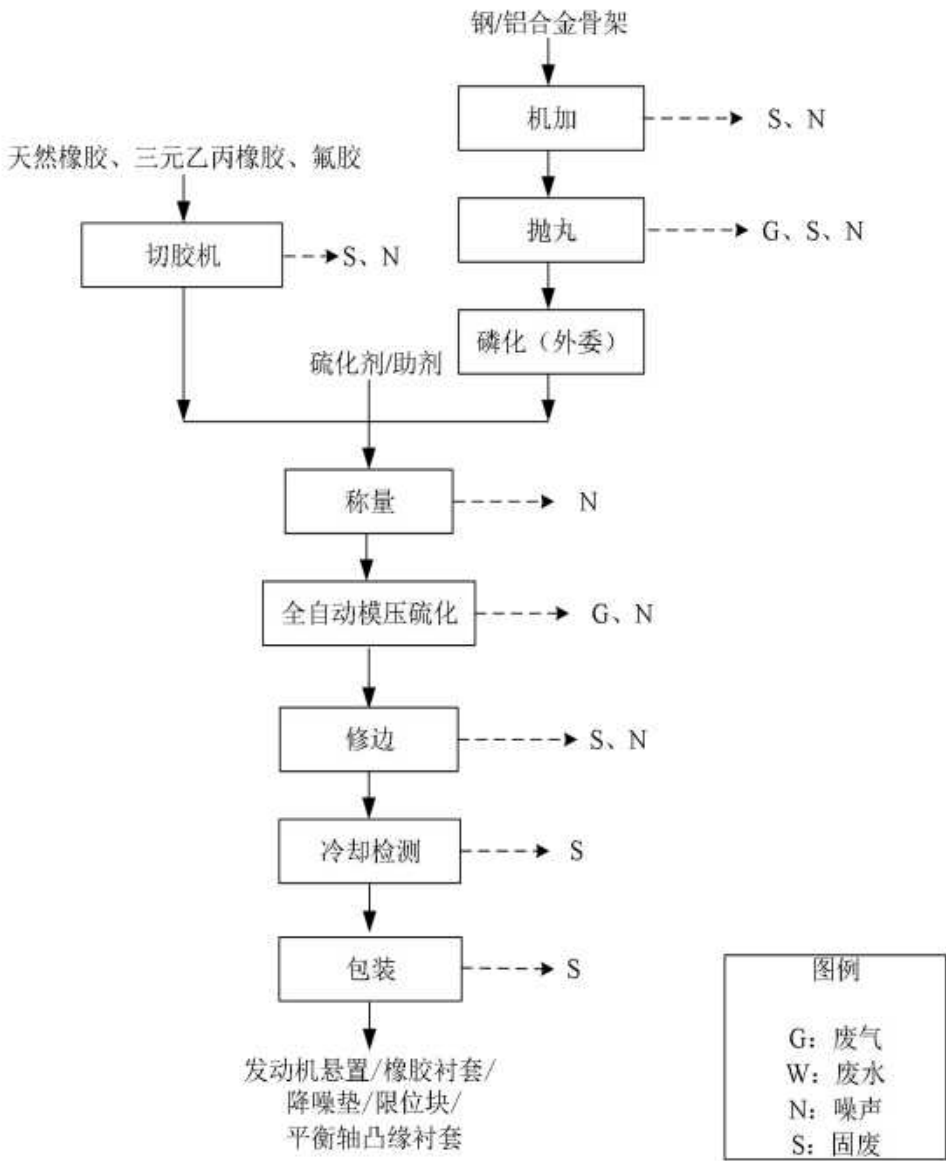 钢/铝合金骨架
机加
S、N
天然橡胶、三元乙丙橡胶、氟胶
抛丸
G、S、N
切胶机
S、N
磷化（外委）
硫化剂/助剂
称量
N
全自动模压硫化
G、N
修边
S、N
冷却检测
S
包装
S
发动机悬置/橡胶衬套/
降噪垫/限位块/
平衡轴凸缘衬套
图例
G：废气
W：废水
N：噪声
S：固废